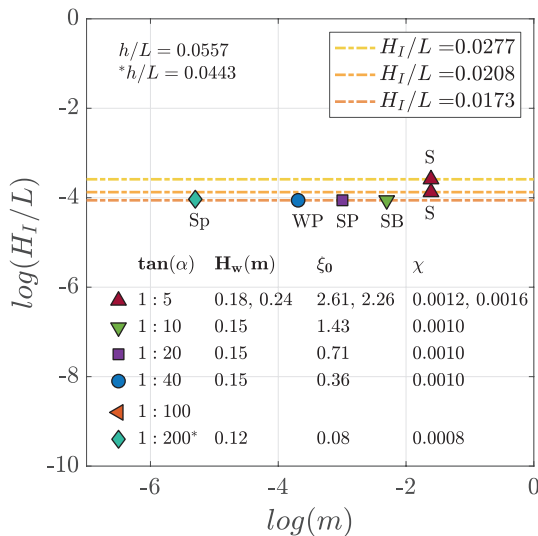 h/L = 0.0557
*h/L = 0.0443
H_I/L =0.0277
H_I/L =0.0208
H_I/L =0.0173
0
-2
-4
-6
-8
-10
log(H_I/L)
S
S
Sp WP SP SB
tan(α) H_w(m) ξ_0 χ
1 : 5 0.18, 0.24 2.61, 2.26 0.0012, 0.0016
1 : 10 0.15 1.43 0.0010
1 : 20 0.15 0.71 0.0010
1 : 40 0.15 0.36 0.0010
1 : 100
1 : 200* 0.12 0.08 0.0008
-6 -4 -2 0
log(m)